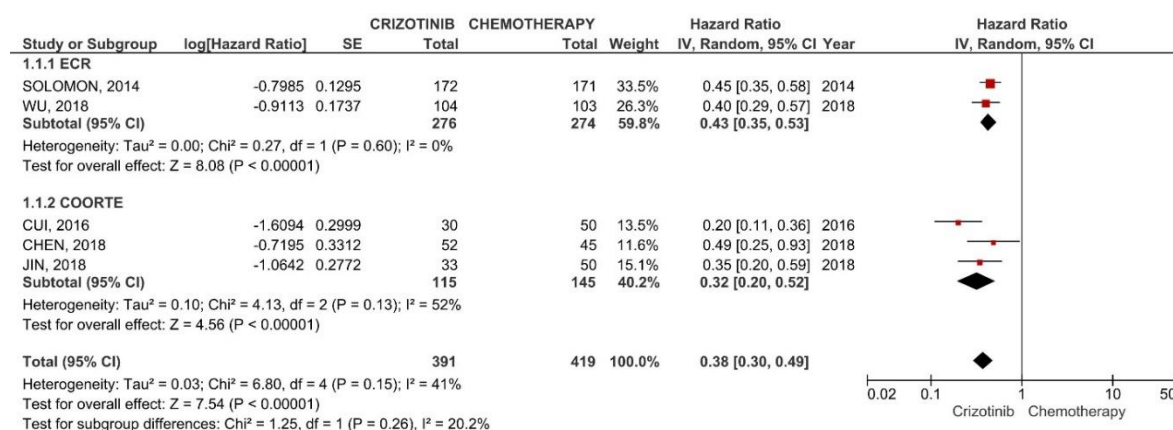 CRIZOTINIB CHEMOTHERAPY Hazard Ratio Hazard Ratio
Study or Subgroup log[Hazard Ratio] SE Total Total Weight IV, Random, 95% CI Year IV, Random, 95% CI
1.1.1 ECR
SOLOMON, 2014 -0.7985 0.1295 172 171 33.5% 0.45 [0.35, 0.58] 2014
WU, 2018 -0.9113 0.1737 104 103 26.3% 0.40 [0.29, 0.57] 2018
Subtotal (95% CI) 276 274 59.8% 0.43 [0.35, 0.53]
Heterogeneity: Tau² = 0.00; Chi² = 0.27, df = 1 (P = 0.60); I² = 0%
Test for overall effect: Z = 8.08 (P < 0.00001)
1.1.2 COORTE
CUI, 2016 -1.6094 0.2999 30 50 13.5% 0.20 [0.11, 0.36] 2016
CHEN, 2018 -0.7195 0.3312 52 45 11.6% 0.49 [0.25, 0.93] 2018
JIN, 2018 -1.0642 0.2772 33 50 15.1% 0.35 [0.20, 0.59] 2018
Subtotal (95% CI) 115 145 40.2% 0.32 [0.20, 0.52]
Heterogeneity: Tau² = 0.10; Chi² = 4.13, df = 2 (P = 0.13); I² = 52%
Test for overall effect: Z = 4.56 (P < 0.00001)
Total (95% CI) 391 419 100.0% 0.38 [0.30, 0.49]
Heterogeneity: Tau² = 0.03; Chi² = 6.80, df = 4 (P = 0.15); I² = 41%
Test for overall effect: Z = 7.54 (P < 0.00001)
Test for subgroup differences: Chi² = 1.25, df = 1 (P = 0.26), I² = 20.2%
0.02 0.1 1 10 50
Crizotinib Chemotherapy